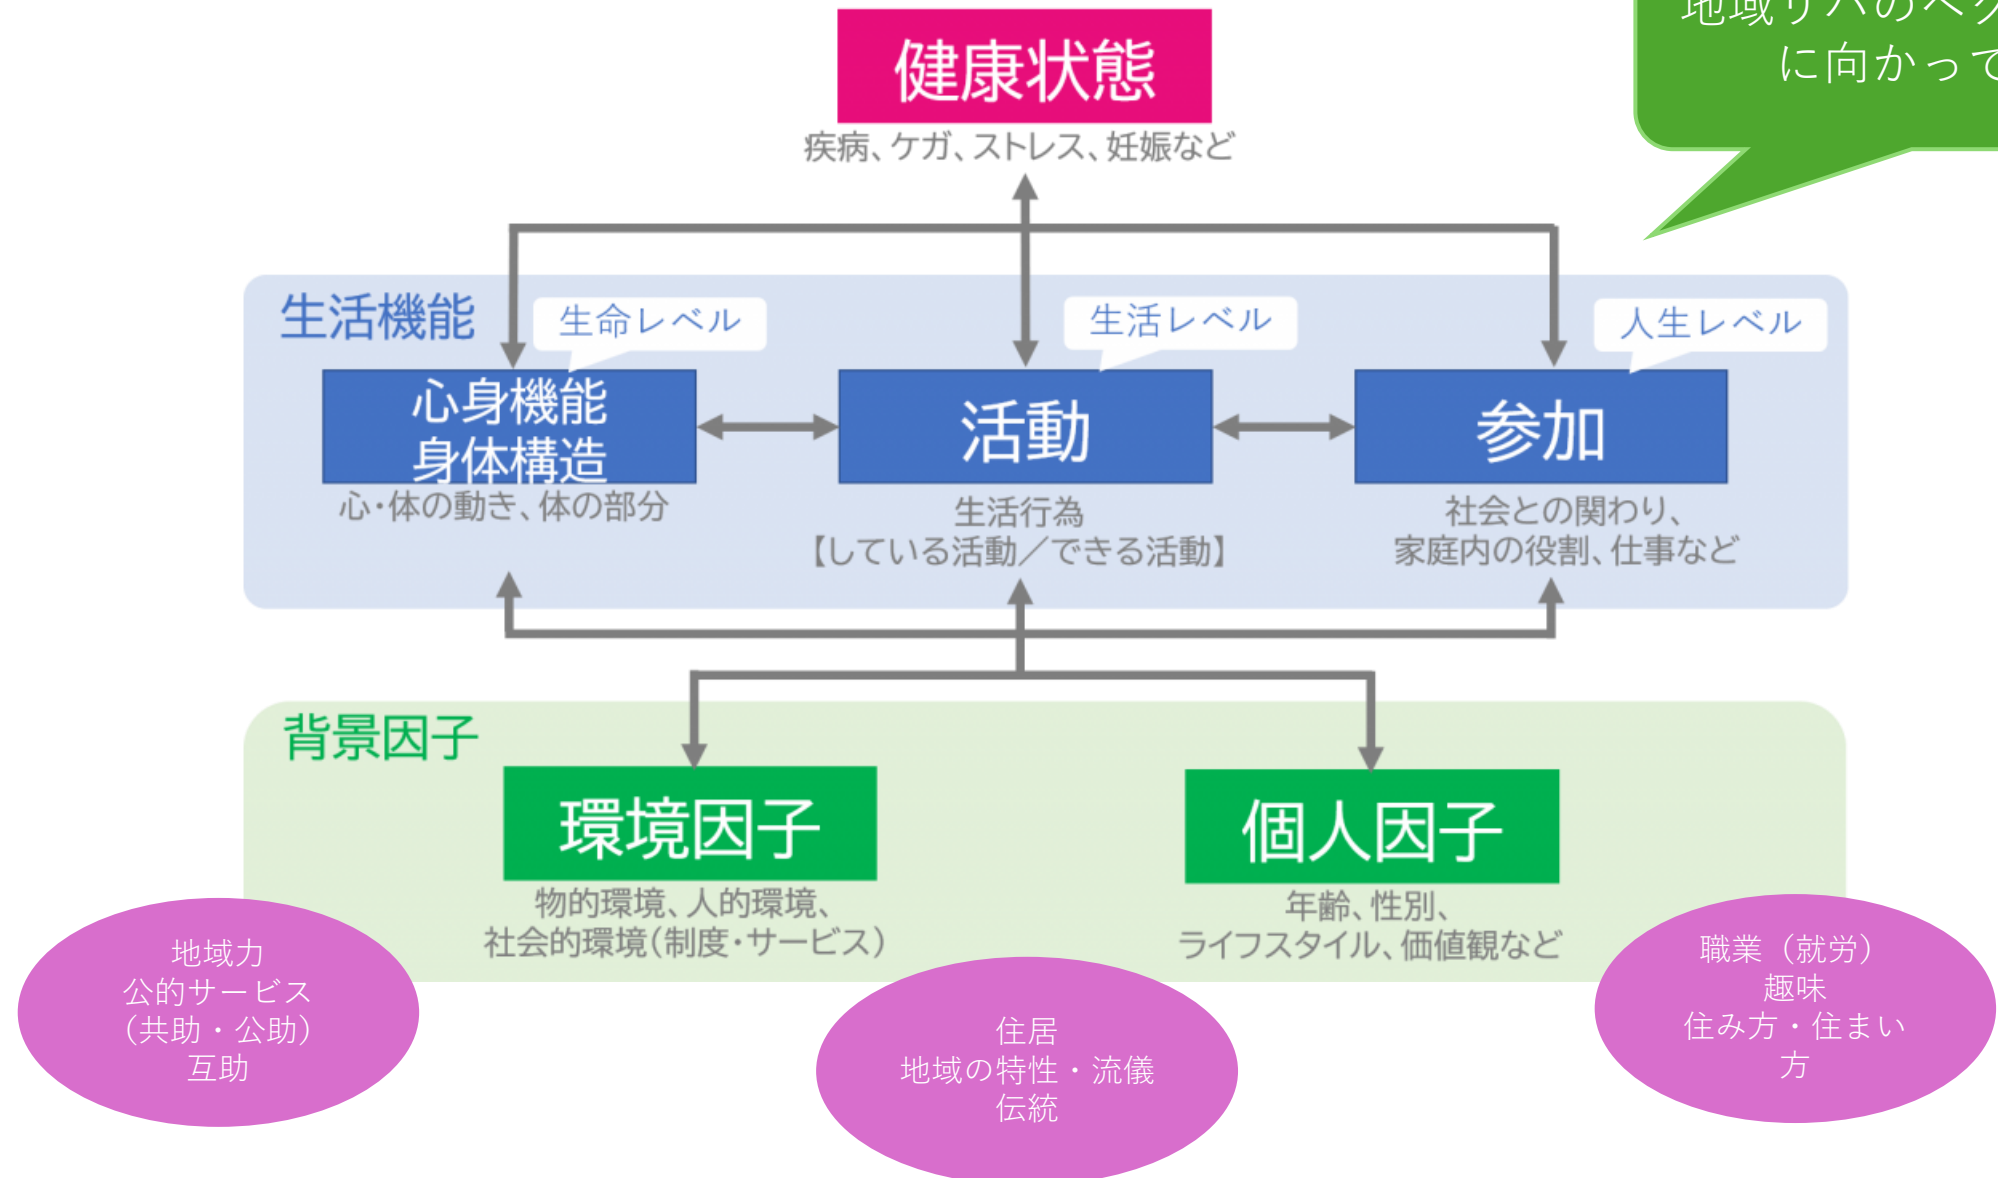 地域リハのベク
に向かって
健康状態
疾病、ケガ、ストレス、妊娠など
生活機能
生命レベル
生活レベル
人生レベル
心身機能
身体構造
心・体の動き、体の部分
活動
生活行為
【している活動／できる活動】
参加
社会との関わり、
家庭内の役割、仕事など
背景因子
環境因子
物的環境、人的環境、
社会的環境（制度・サービス）
個人因子
年齢、性別、
ライフスタイル、価値観など
地域力
公的サービス
（共助・公助）
互助
住居
地域の特性・流儀
伝統
職業（就労）
趣味
住み方・住まい
方